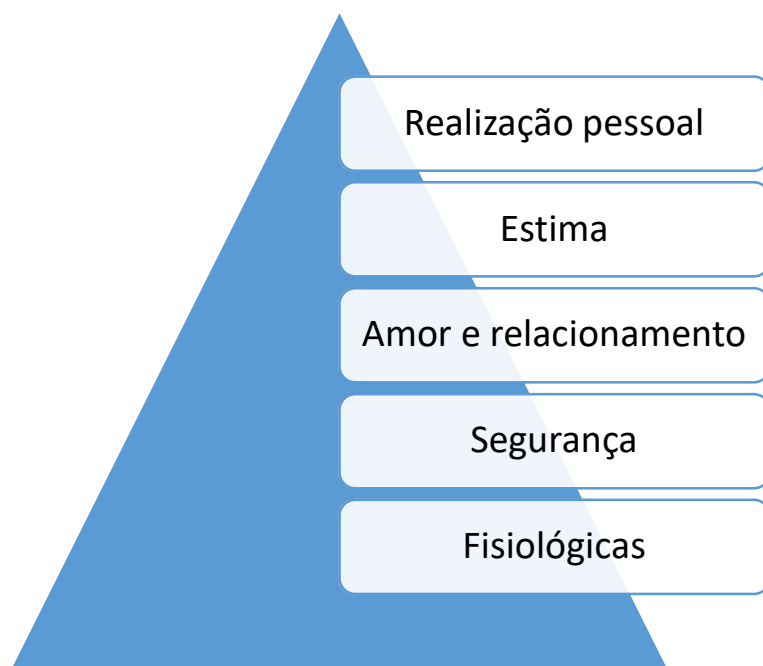 Realização pessoal
Estima
Amor e relacionamento
Segurança
Fisiológicas